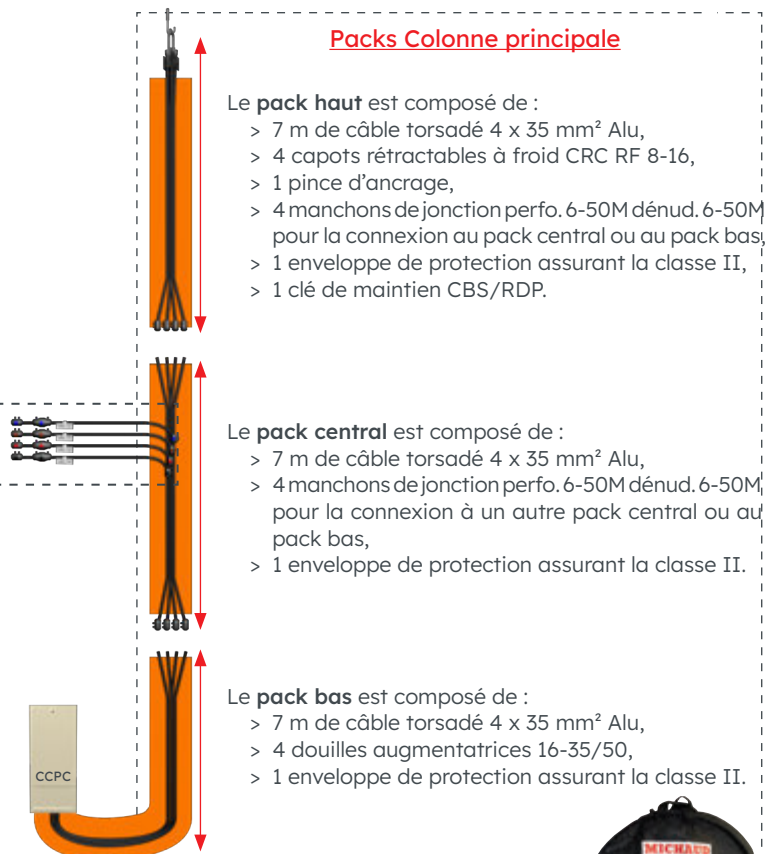 Packs Colonne principale
Le pack haut est composé de :
> 7 m de câble torsadé 4 x 35 mm² Alu,
> 4 capots rétractables à froid CRC RF 8-16,
> 1 pince d'ancrage,
> 4 manchons de jonction perfo. 6-50M dénud. 6-50M
pour la connexion au pack central ou au pack bas,
> 1 enveloppe de protection assurant la classe II,
> 1 clé de maintien CBS/RDP.
Le pack central est composé de :
> 7 m de câble torsadé 4 x 35 mm² Alu,
> 4 manchons de jonction perfo. 6-50M dénud. 6-50M
pour la connexion à un autre pack central ou au
pack bas,
> 1 enveloppe de protection assurant la classe II.
Le pack bas est composé de :
> 7 m de câble torsadé 4 x 35 mm² Alu,
> 4 douilles augmentatrices 16-35/50,
> 1 enveloppe de protection assurant la classe II.
CCPC
MICHAUD